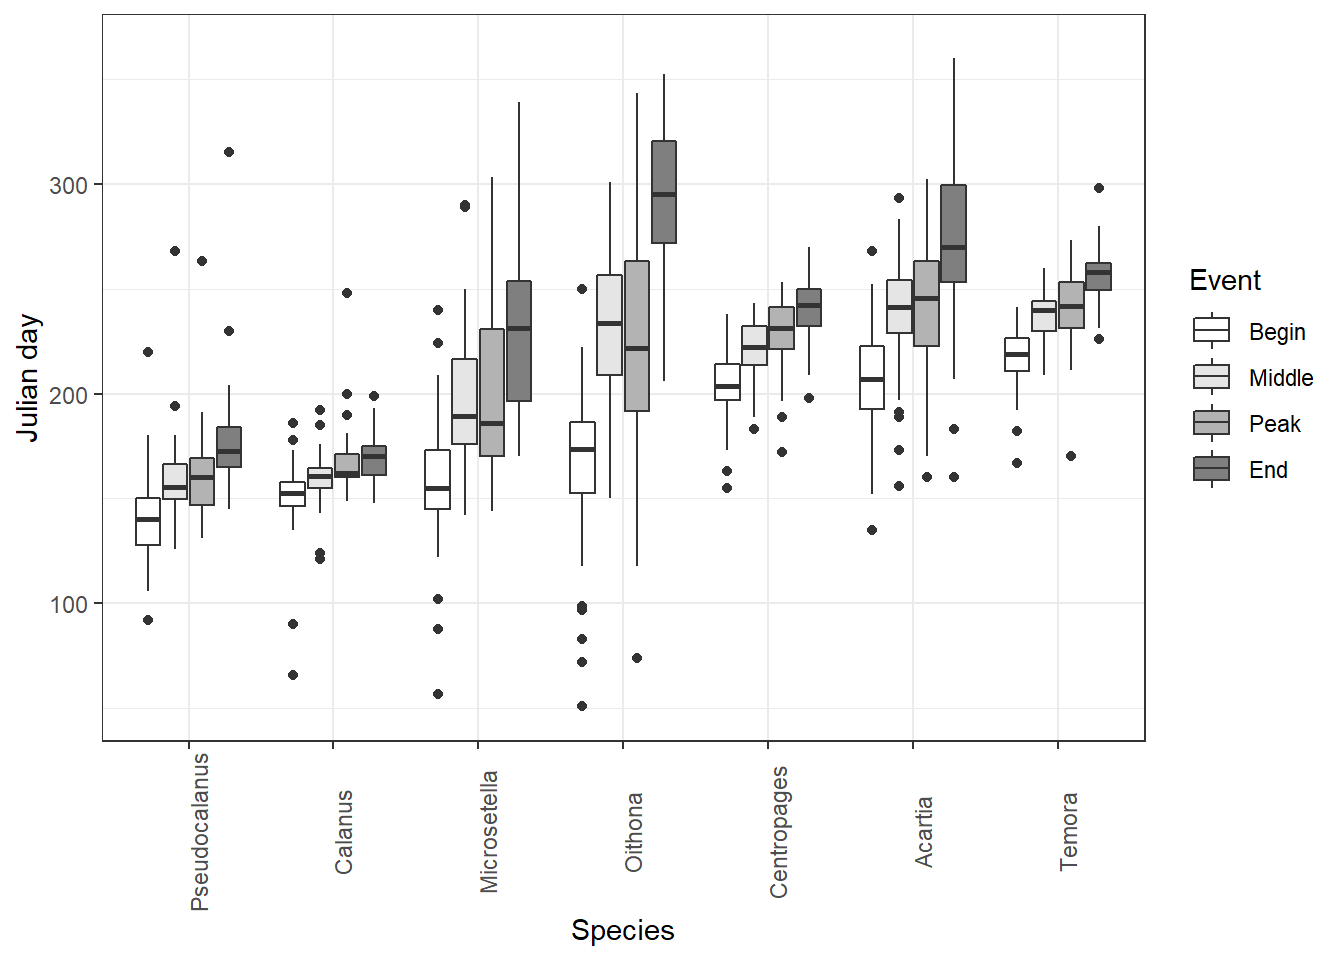 Julian day
300
200
100
Pseudocalanus
Calanus
Microsetella
Oithona
Centropages
Acartia
Temora
Species
Event
Begin
Middle
Peak
End